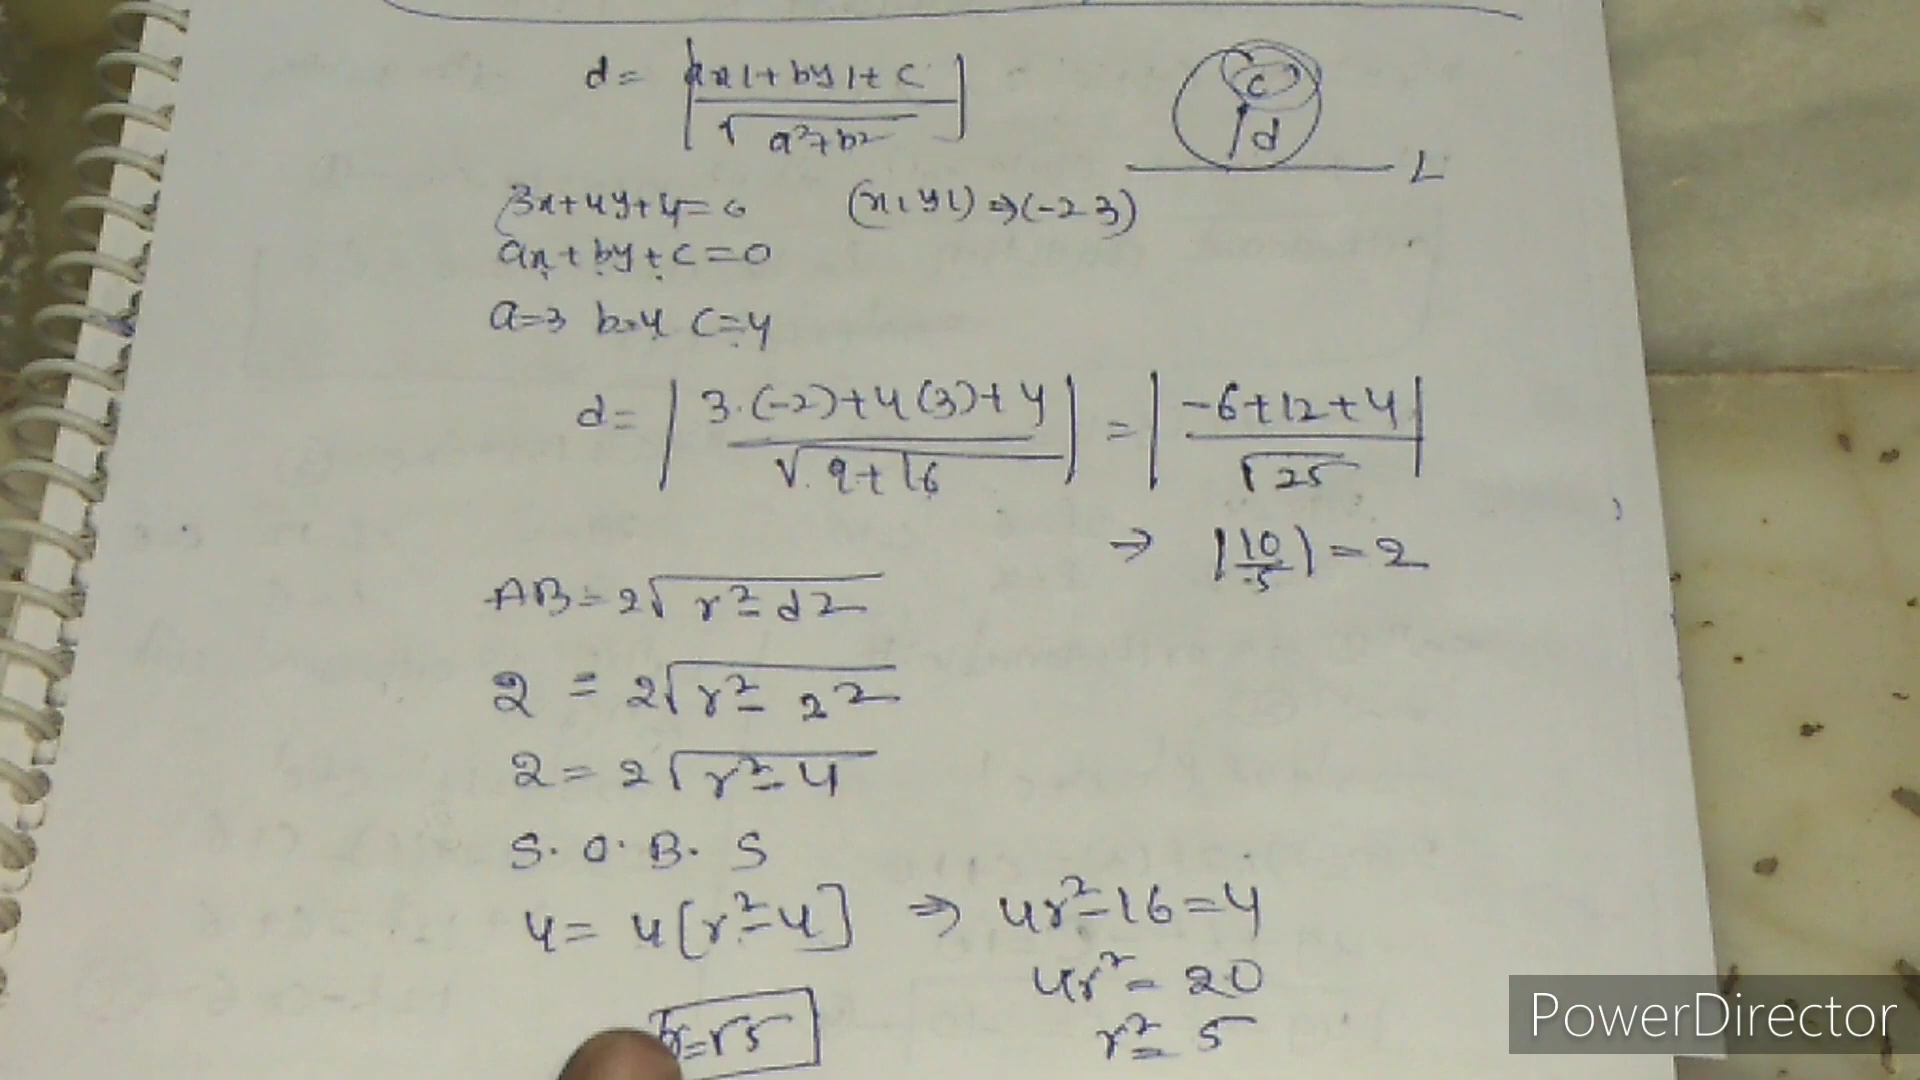 d = |ax1+by1+c / √a²+b²|
C
d
L
3x+4y+4=0 (x1 y1) ⇒ (-2 3)
ax+by+c=0
a=3 b=4 c=4
d = |3.(-2)+4(3)+4 / √9+16| = |-6+12+4 / √25|
⇒ |10/5| = 2
AB = 2√r²-d²
2 = 2√r²-2²
2 = 2√r²-4
S.O.B.S
4 = 4[r²-4] ⇒ 4r²-16=4
4r² = 20
r² = 5
r=√5
PowerDirector